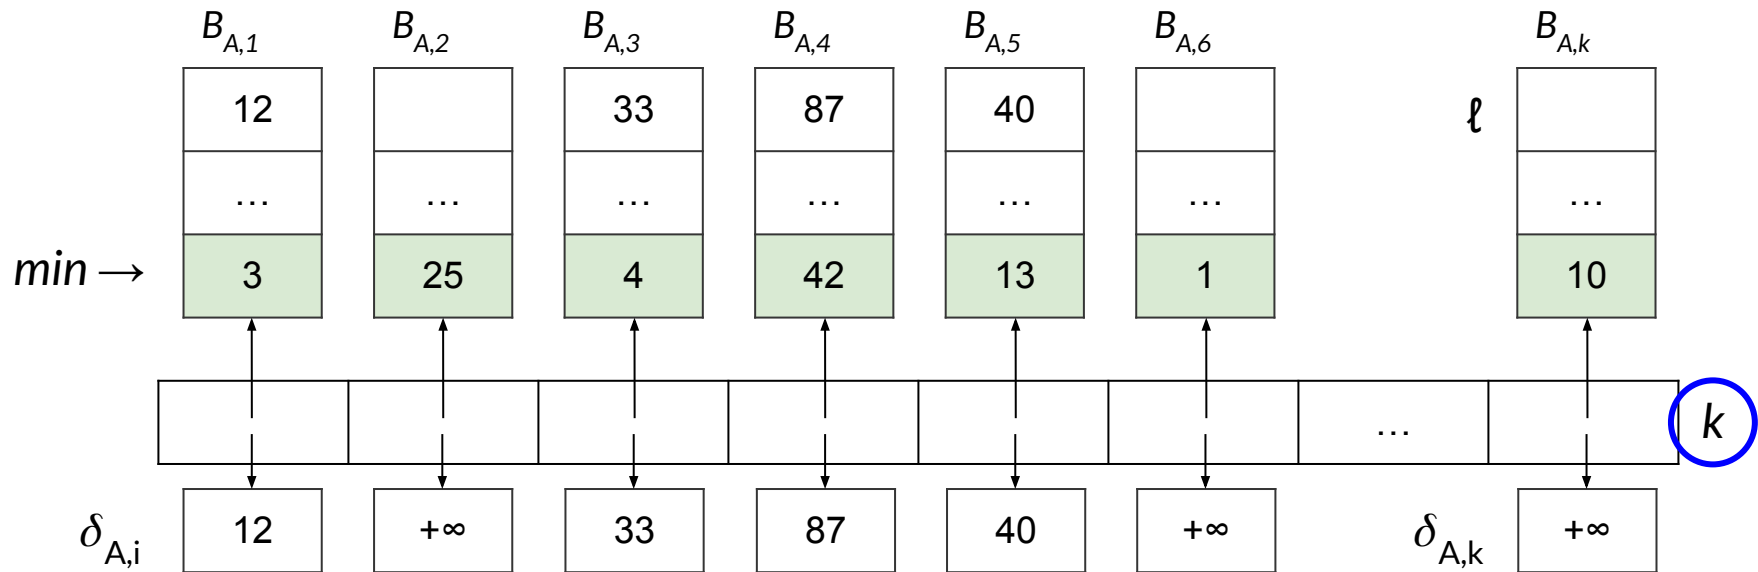 B_A,1 B_A,2 B_A,3 B_A,4 B_A,5 B_A,6 B_A,k
12 33 87 40 ℓ
... ... ... ... ... ... ...
min → 3 25 4 42 13 1 10
... k
δ_A,i 12 +∞ 33 87 40 +∞ δ_A,k +∞